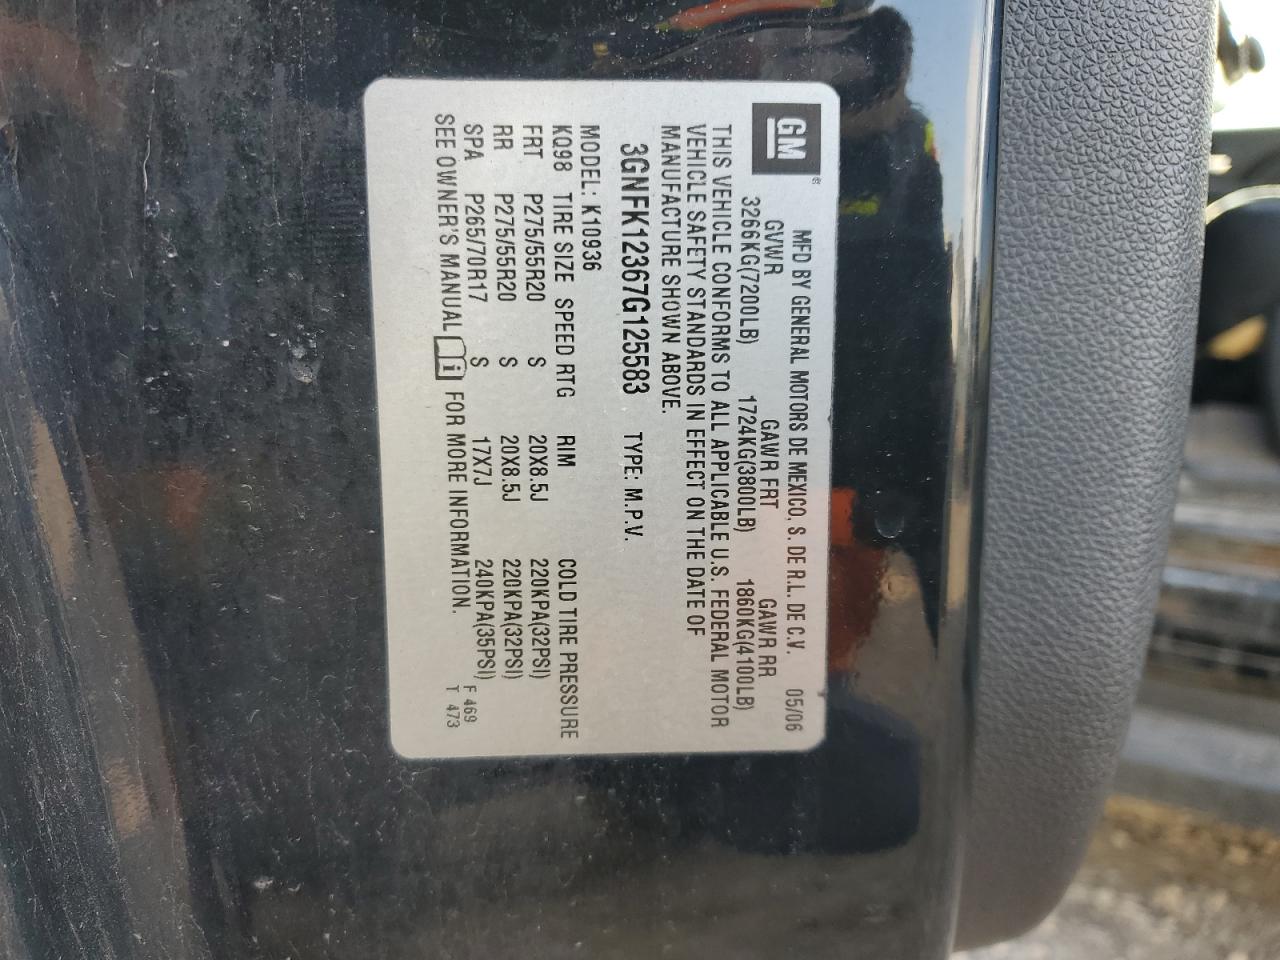 GM®
MFD BY GENERAL MOTORS DE MEXICO, S. DE R.L. DE C.V. 05/06
GVWR GAWR FRT GAWR RR
3266KG(7200LB) 1724KG(3800LB) 1860KG(4100LB)
THIS VEHICLE CONFORMS TO ALL APPLICABLE U.S. FEDERAL MOTOR
VEHICLE SAFETY STANDARDS IN EFFECT ON THE DATE OF
MANUFACTURE SHOWN ABOVE.
3GNFK12367G125583 TYPE: M.P.V.
MODEL: K10936
KQ98 TIRE SIZE SPEED RTG RIM COLD TIRE PRESSURE
FRT P275/55R20 S 20X8.5J 220KPA(32PSI)
RR P275/55R20 S 20X8.5J 220KPA(32PSI)
SPA P265/70R17 S 17X7J 240KPA(35PSI) F 469
SEE OWNER'S MANUAL i FOR MORE INFORMATION. T 473